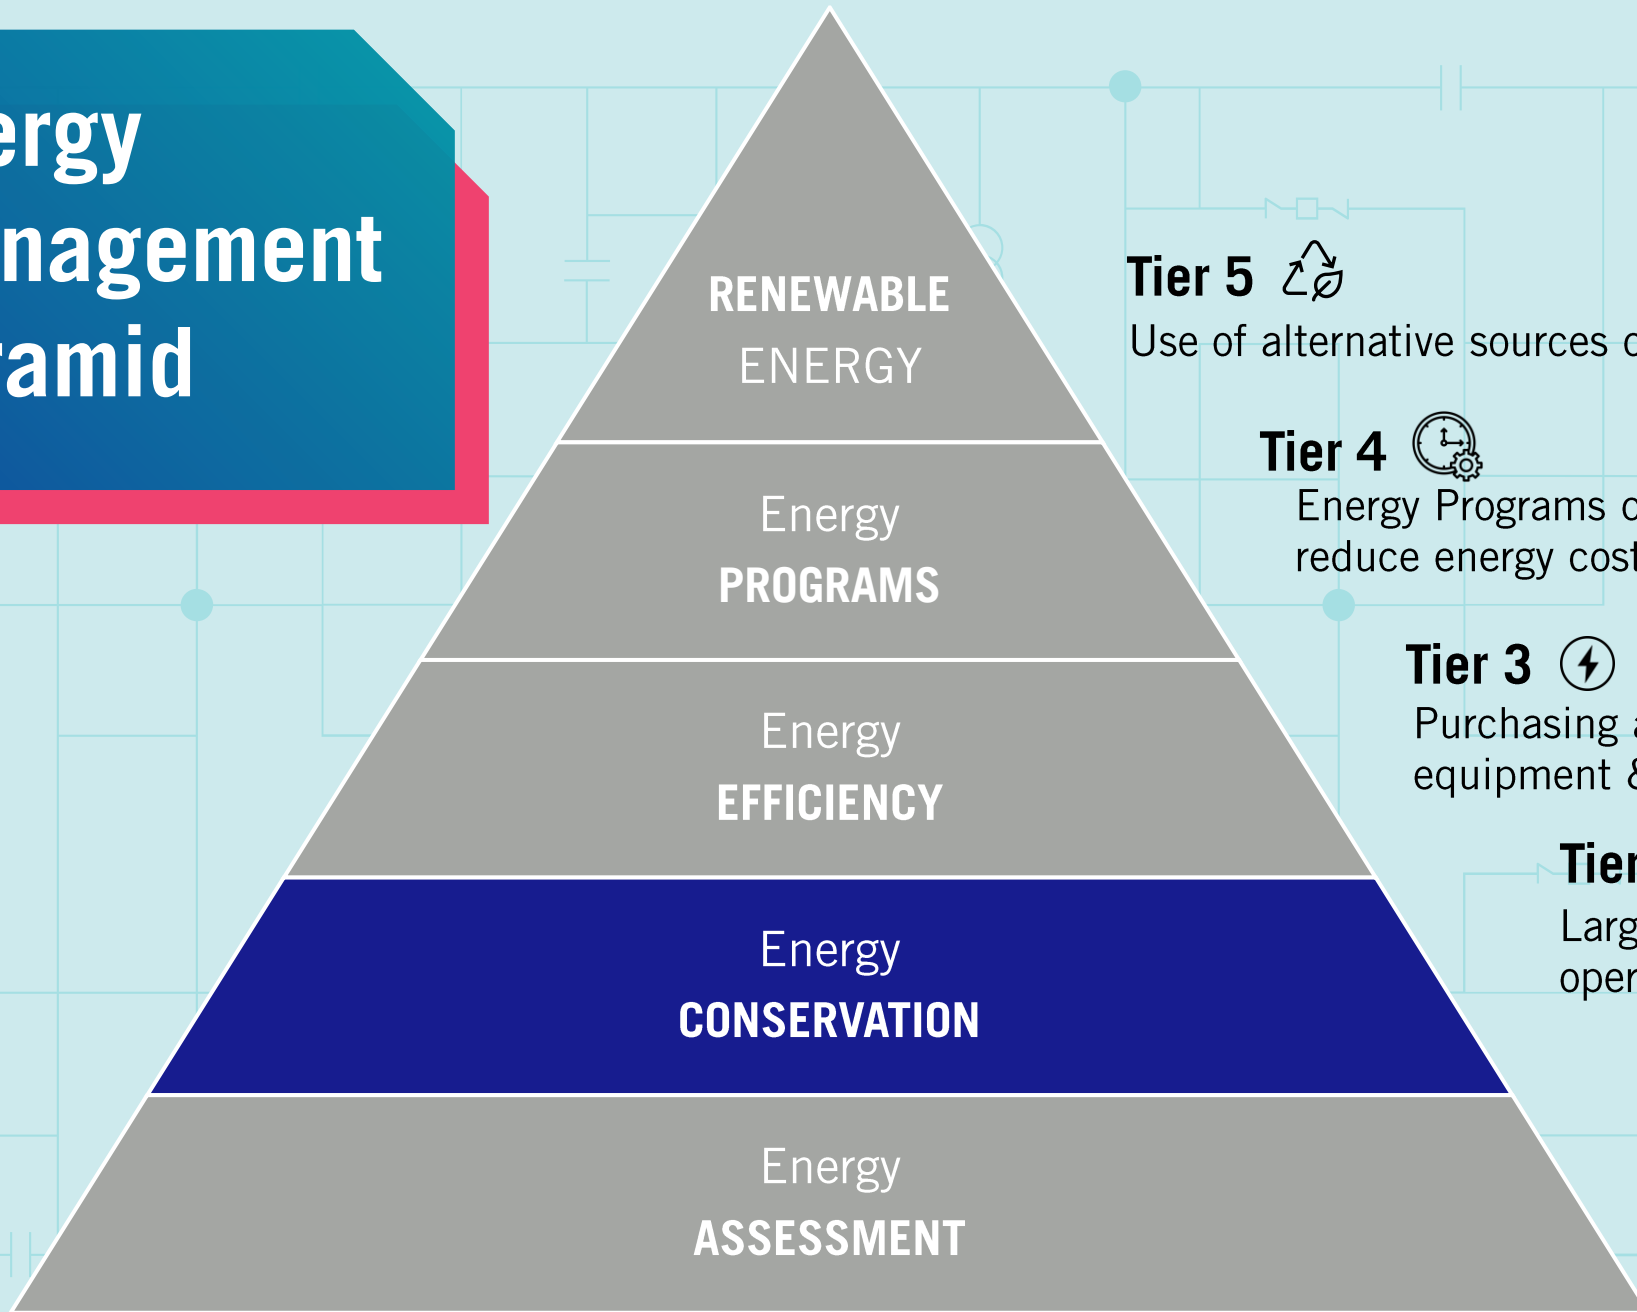 ergy
nagement
ramid
RENEWABLE
ENERGY
Energy
PROGRAMS
Energy
EFFICIENCY
Energy
CONSERVATION
Energy
ASSESSMENT
Tier 5
Use of alternative sources
Tier 4
Energy Programs
reduce energy cost
Tier 3
Purchasing
equipment &
Tier
Larg
oper